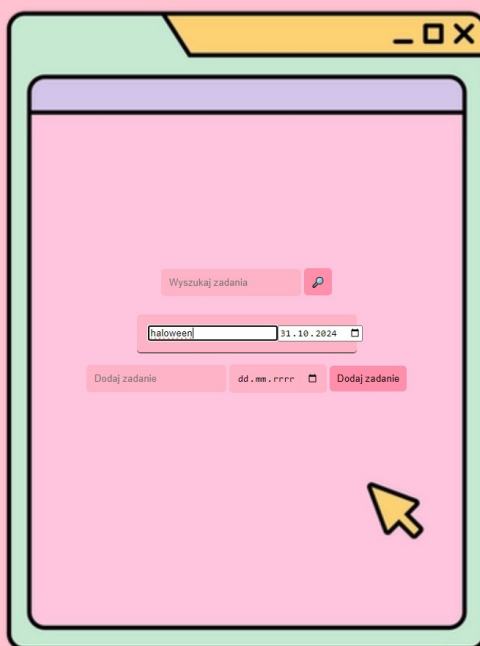 Wyszukaj zadania
haloween 31.10.2024
Dodaj zadanie dd.mm.rrrr Dodaj zadanie